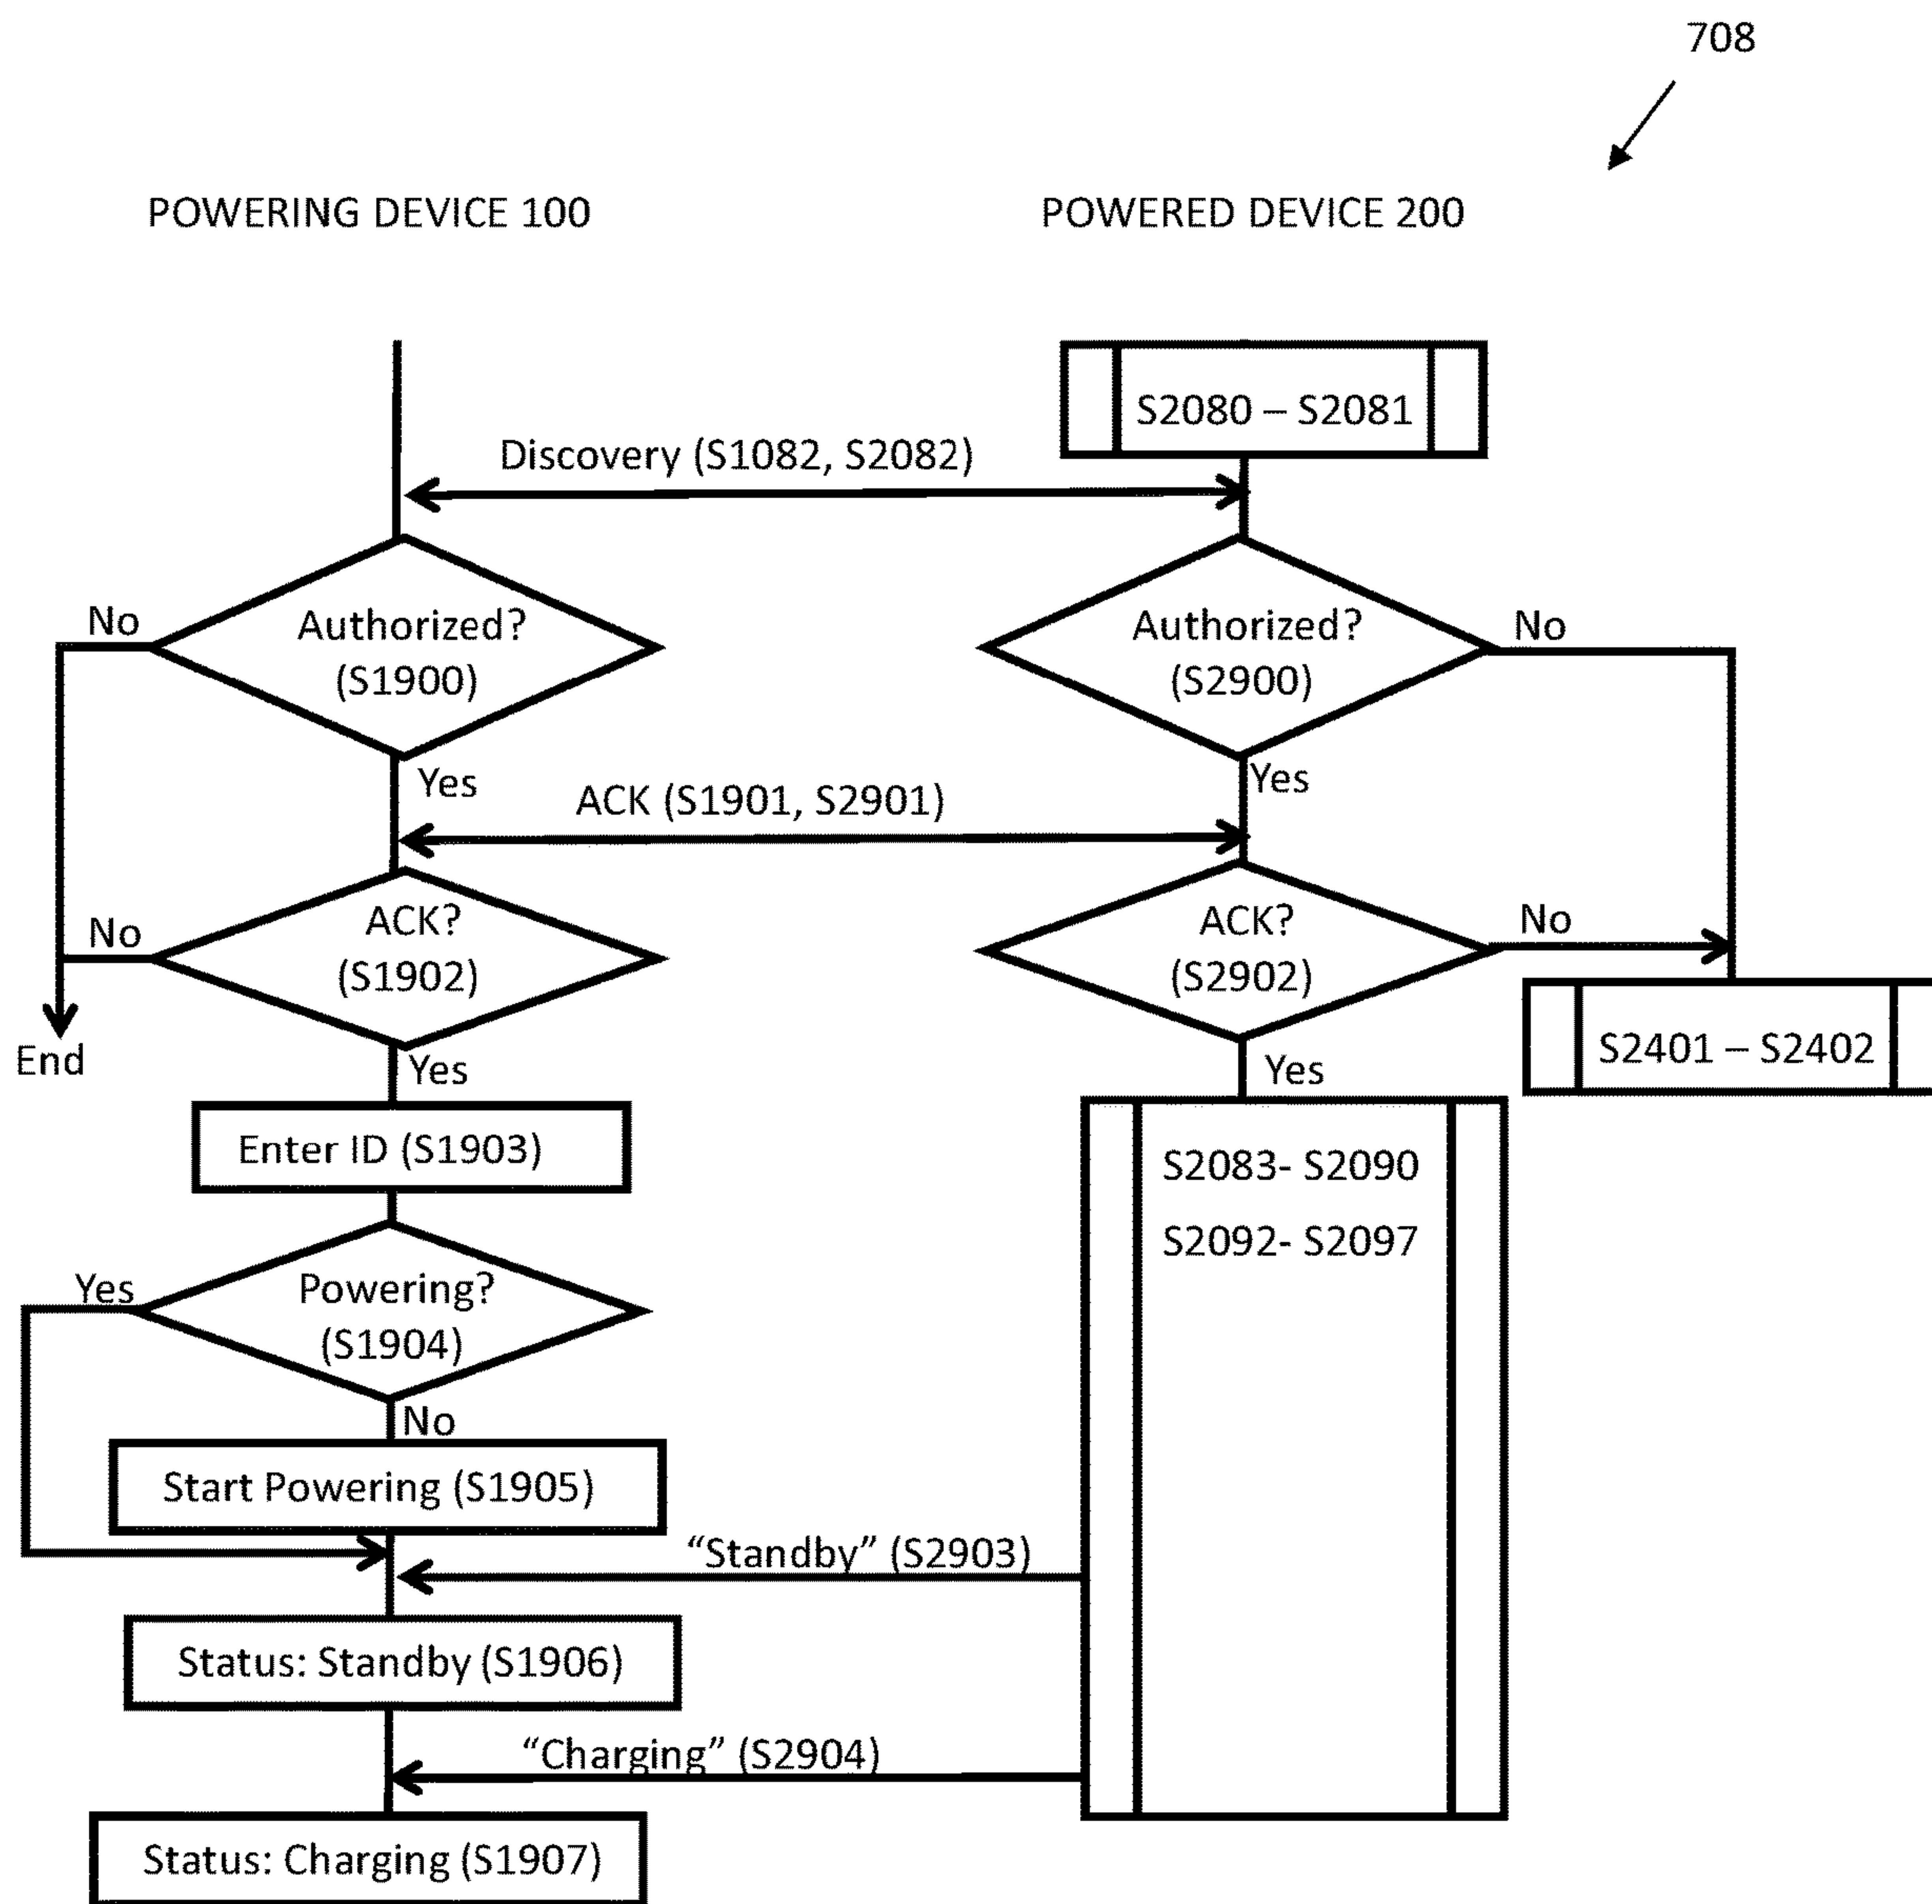 708
POWERING DEVICE 100
POWERED DEVICE 200
S2080 – S2081
Discovery (S1082, S2082)
No
Authorized?
(S1900)
Authorized?
(S2900)
No
Yes
ACK (S1901, S2901)
Yes
No
ACK?
(S1902)
ACK?
(S2902)
No
End
Yes
Yes
S2401 – S2402
Enter ID (S1903)
S2083- S2090
S2092- S2097
Yes
Powering?
(S1904)
No
Start Powering (S1905)
“Standby” (S2903)
Status: Standby (S1906)
“Charging” (S2904)
Status: Charging (S1907)